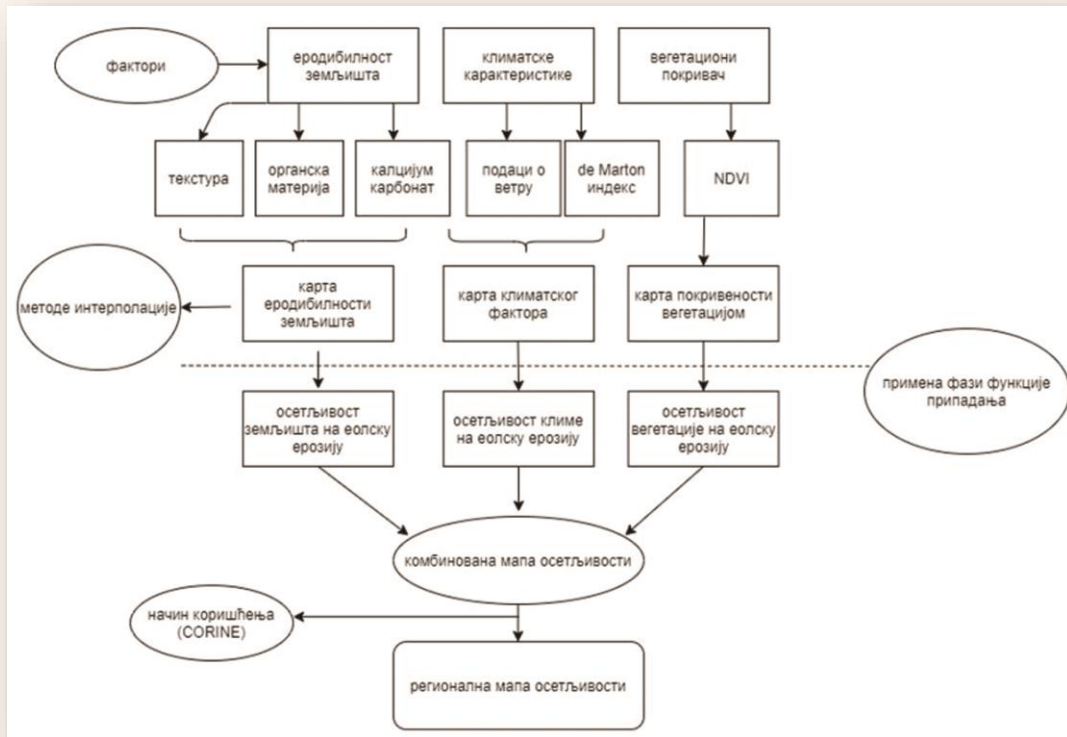 фактори
еродибилност
земљишта
климатске
карактеристике
вегетациони
покривач
текстура
органска
материја
калцијум
карбонат
подаци о
ветру
de Marton
индекс
NDVI
методе интерполације
карта
еродибилности
земљишта
карта климатског
фактора
карта покривености
вегетацијом
примена фази функције
припадања
осетљивост
земљишта на еолску
ерозију
осетљивост климе
на еолску ерозију
осетљивост
вегетације на еолску
ерозију
комбинована мапа осетљивости
начин коришћења
(CORINE)
регионална мапа осетљивости